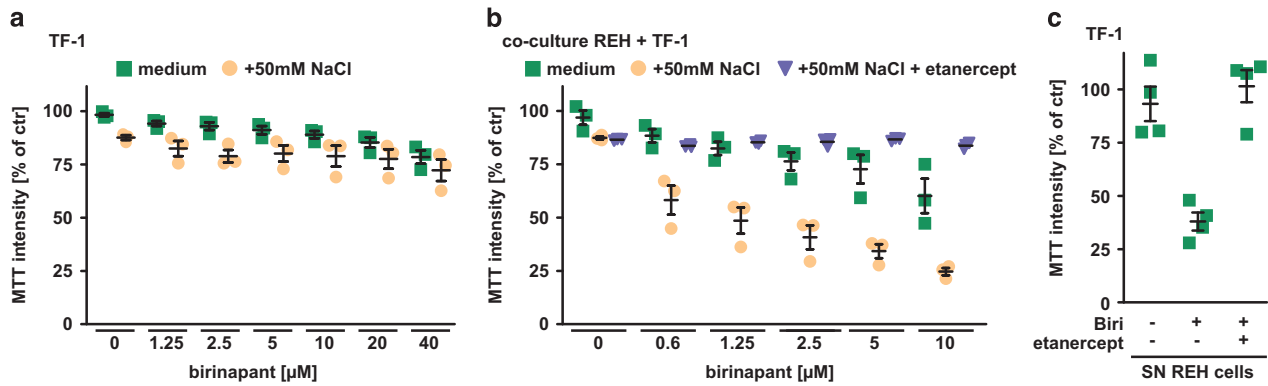 a
TF-1
medium
+50mM NaCl
MTT intensity [% of ctr]
100
75
50
25
0
0 1.25 2.5 5 10 20 40
birinapant [µM]
b
co-culture REH + TF-1
medium
+50mM NaCl
+50mM NaCl + etanercept
MTT intensity [% of ctr]
100
75
50
25
0
0 0.6 1.25 2.5 5 10
birinapant [µM]
c
TF-1
MTT intensity [% of ctr]
100
75
50
25
0
Biri - + +
etanercept - - +
SN REH cells